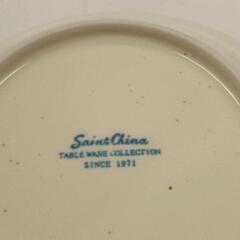 Saint China
TABLE WARE COLLECTION
SINCE 1971